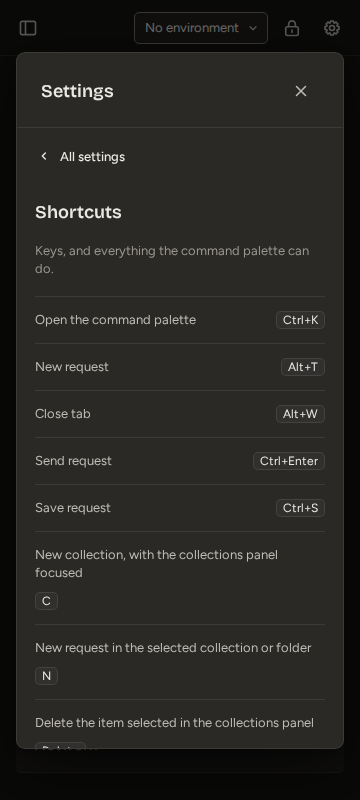 No environment
Settings
All settings
Shortcuts
Keys, and everything the command palette can
do.
Open the command palette
Ctrl+K
New request
Alt+T
Close tab
Alt+W
Send request
Ctrl+Enter
Save request
Ctrl+S
New collection, with the collections panel
focused
C
New request in the selected collection or folder
N
Delete the item selected in the collections panel